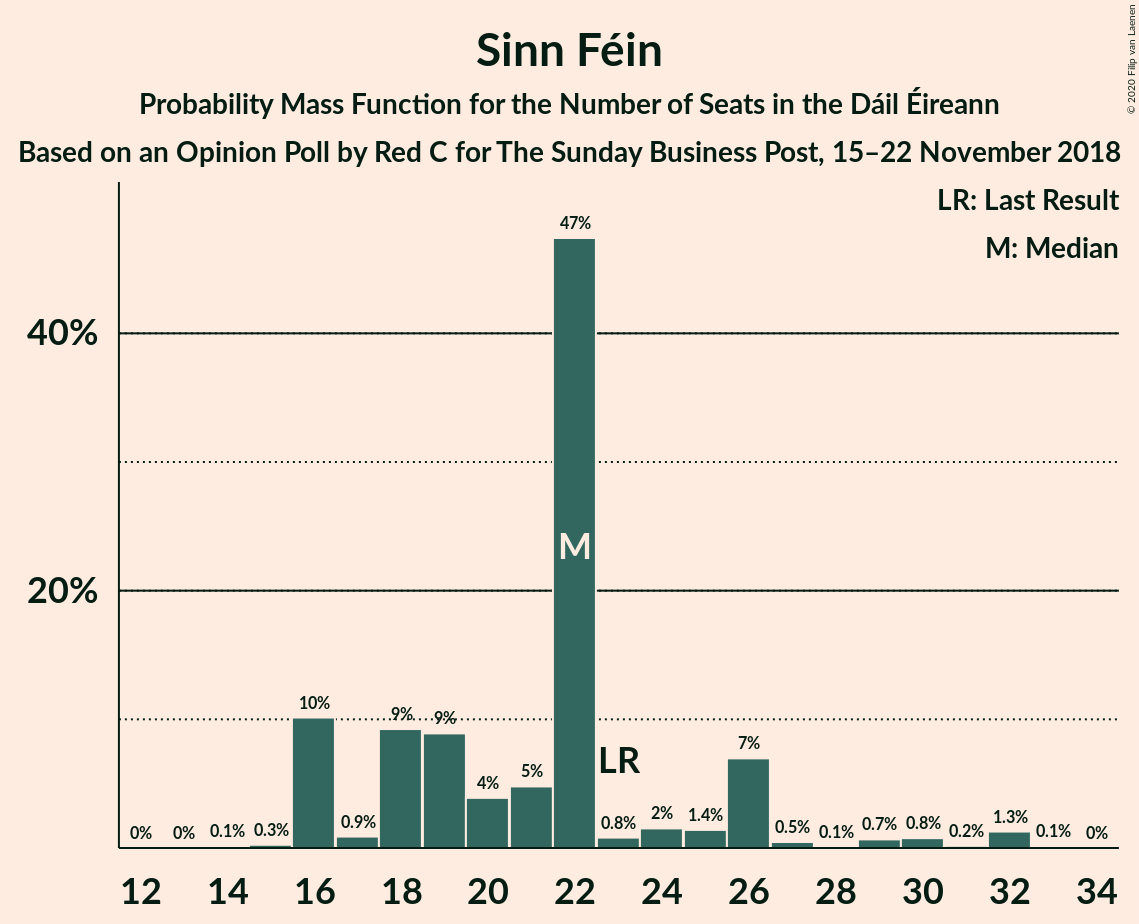 Sinn Féin
Probability Mass Function for the Number of Seats in the Dáil Éireann
Based on an Opinion Poll by Red C for The Sunday Business Post, 15–22 November 2018
© 2020 Filip van Laenen
LR: Last Result
M: Median
40%
20%
0%
0%
0.1%
0.3%
10%
0.9%
9%
9%
4%
5%
47%
0.8%
2%
1.4%
7%
0.5%
0.1%
0.7%
0.8%
0.2%
1.3%
0.1%
0%
M
LR
12 14 16 18 20 22 24 26 28 30 32 34